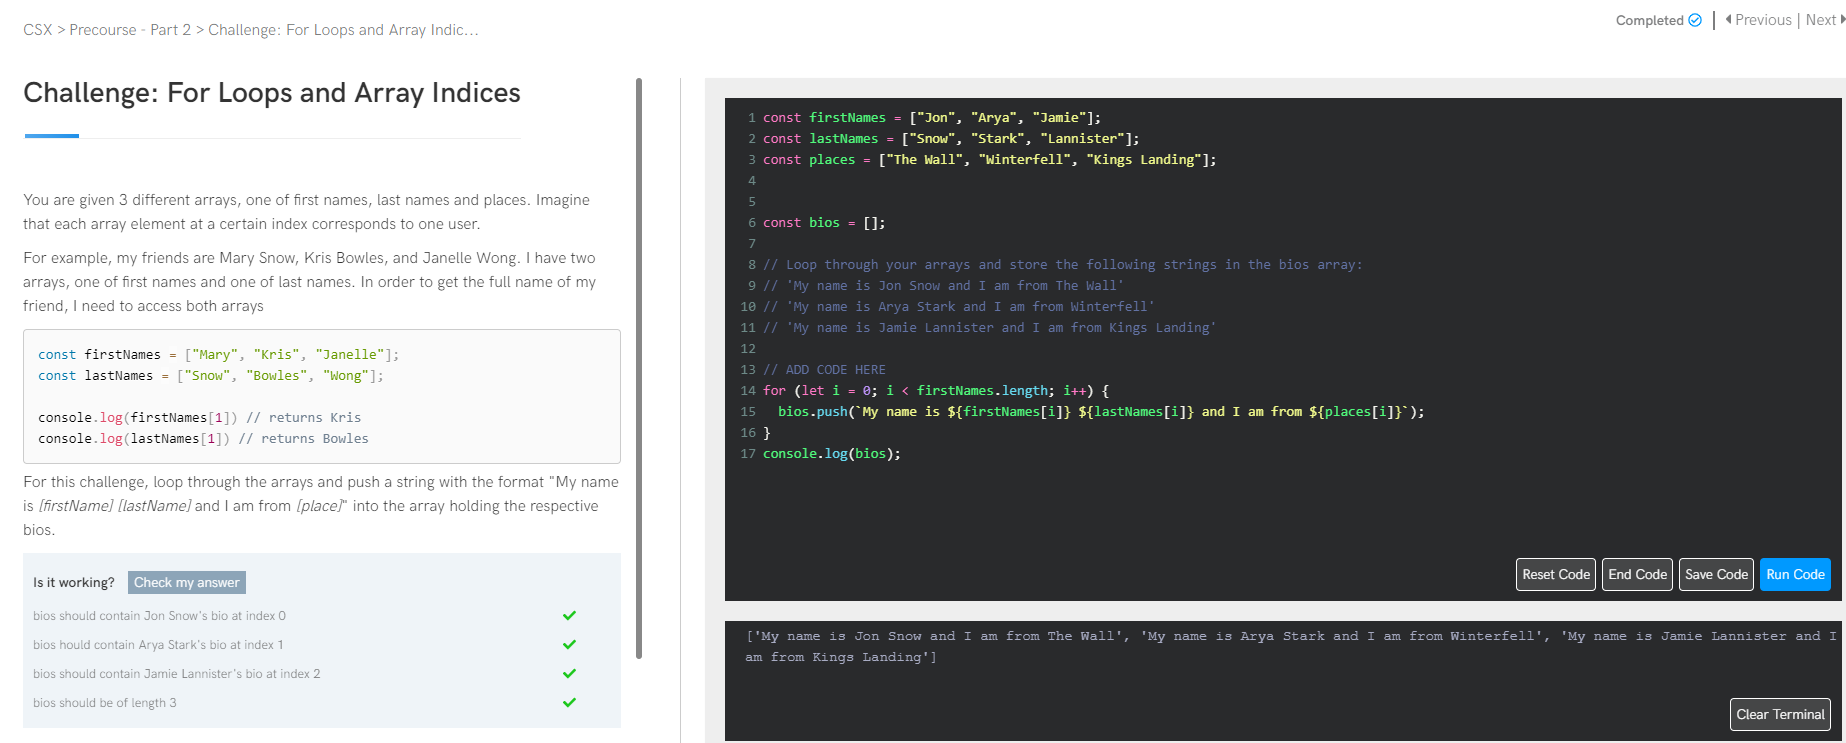 CSX > Precourse - Part 2 > Challenge: For Loops and Array Indic...
Completed | Previous | Next
Challenge: For Loops and Array Indices
You are given 3 different arrays, one of first names, last names and places. Imagine
that each array element at a certain index corresponds to one user.
For example, my friends are Mary Snow, Kris Bowles, and Janelle Wong. I have two
arrays, one of first names and one of last names. In order to get the full name of my
friend, I need to access both arrays
const firstNames = ["Mary", "Kris", "Janelle"];
const lastNames = ["Snow", "Bowles", "Wong"];
console.log(firstNames[1]) // returns Kris
console.log(lastNames[1]) // returns Bowles
For this challenge, loop through the arrays and push a string with the format "My name
is [firstName] [lastName] and I am from [place]" into the array holding the respective
bios.
Is it working? Check my answer
bios should contain Jon Snow's bio at index 0
bios hould contain Arya Stark's bio at index 1
bios should contain Jamie Lannister's bio at index 2
bios should be of length 3
1 const firstNames = ["Jon", "Arya", "Jamie"];
2 const lastNames = ["Snow", "Stark", "Lannister"];
3 const places = ["The Wall", "Winterfell", "Kings Landing"];
4
5
6 const bios = [];
7
8 // Loop through your arrays and store the following strings in the bios array:
9 // 'My name is Jon Snow and I am from The Wall'
10 // 'My name is Arya Stark and I am from Winterfell'
11 // 'My name is Jamie Lannister and I am from Kings Landing'
12
13 // ADD CODE HERE
14 for (let i = 0; i < firstNames.length; i++) {
15   bios.push(`My name is ${firstNames[i]} ${lastNames[i]} and I am from ${places[i]}`);
16 }
17 console.log(bios);
Reset Code End Code Save Code Run Code
['My name is Jon Snow and I am from The Wall', 'My name is Arya Stark and I am from Winterfell', 'My name is Jamie Lannister and I
am from Kings Landing']
Clear Terminal